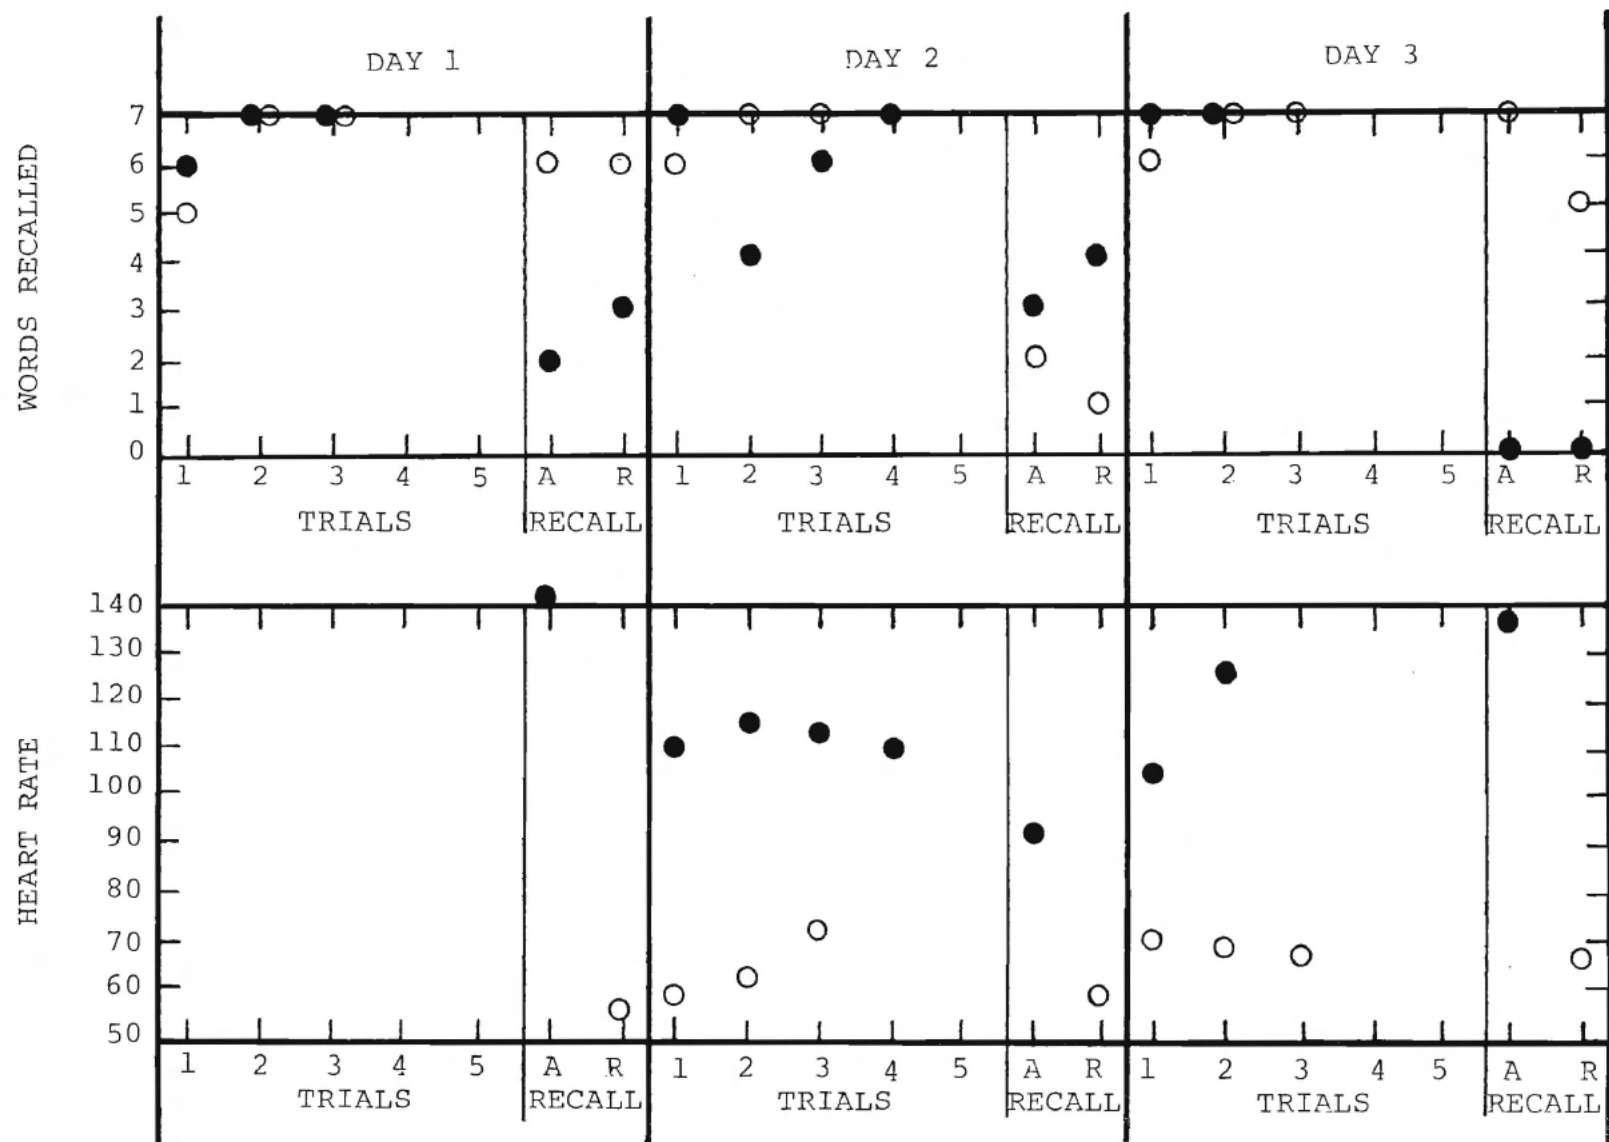 DAY 1 DAY 2 DAY 3
WORDS RECALLED
7
6
5
4
3
2
1
0
1 2 3 4 5 A R 1 2 3 4 5 A R 1 2 3 4 5 A R
TRIALS RECALL TRIALS RECALL TRIALS RECALL
HEART RATE
140
130
120
110
100
90
80
70
60
50
1 2 3 4 5 A R 1 2 3 4 5 A R 1 2 3 4 5 A R
TRIALS RECALL TRIALS RECALL TRIALS RECALL